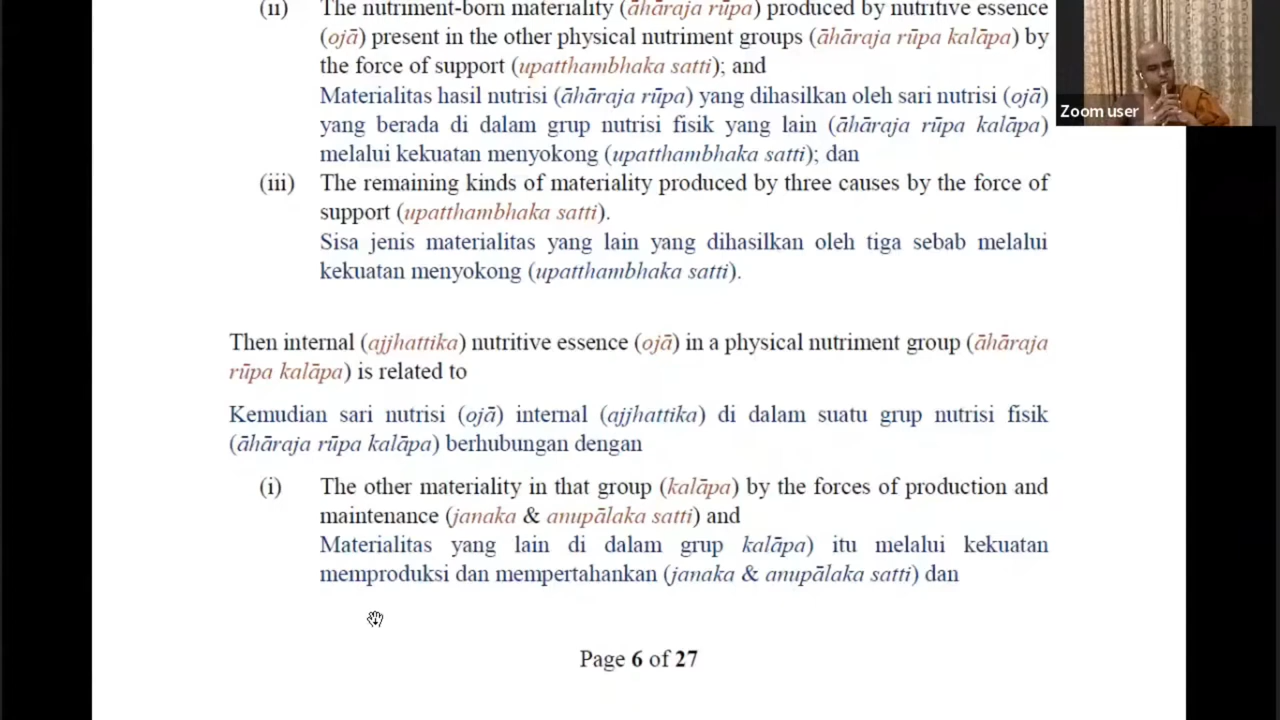 (ii) The nutriment-born materiality (āhāraja rūpa) produced by nutritive essence
(ojā) present in the other physical nutriment groups (āhāraja rūpa kalāpa) by
the force of support (upatthambhaka satti); and
Materialitas hasil nutrisi (āhāraja rūpa) yang dihasilkan oleh sari nutrisi (ojā)
yang berada di dalam grup nutrisi fisik yang lain (āhāraja rūpa kalāpa)
melalui kekuatan menyokong (upatthambhaka satti); dan
(iii) The remaining kinds of materiality produced by three causes by the force of
support (upatthambhaka satti).
Sisa jenis materialitas yang lain yang dihasilkan oleh tiga sebab melalui
kekuatan menyokong (upatthambhaka satti).
Then internal (ajjhattika) nutritive essence (ojā) in a physical nutriment group (āhāraja
rūpa kalāpa) is related to
Kemudian sari nutrisi (ojā) internal (ajjhattika) di dalam suatu grup nutrisi fisik
(āhāraja rūpa kalāpa) berhubungan dengan
(i) The other materiality in that group (kalāpa) by the forces of production and
maintenance (janaka & anupālaka satti) and
Materialitas yang lain di dalam grup kalāpa) itu melalui kekuatan
memproduksi dan mempertahankan (janaka & anupālaka satti) dan
Page 6 of 27
Zoom user